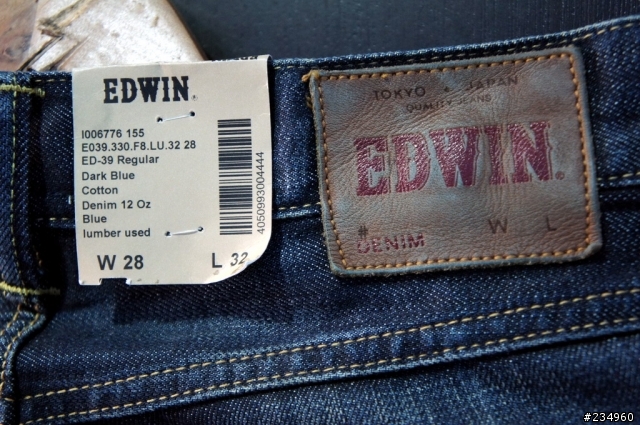 EDWIN.
I006776 155
E039.330.F8.LU.32 28
ED-39 Regular
Dark Blue
Cotton
Denim 12 Oz
Blue
lumber used
W 28 L 32
4050993004444
TOKYO • JAPAN
QUALITY JEANS
EDWIN.
# W L
DENIM
#234960